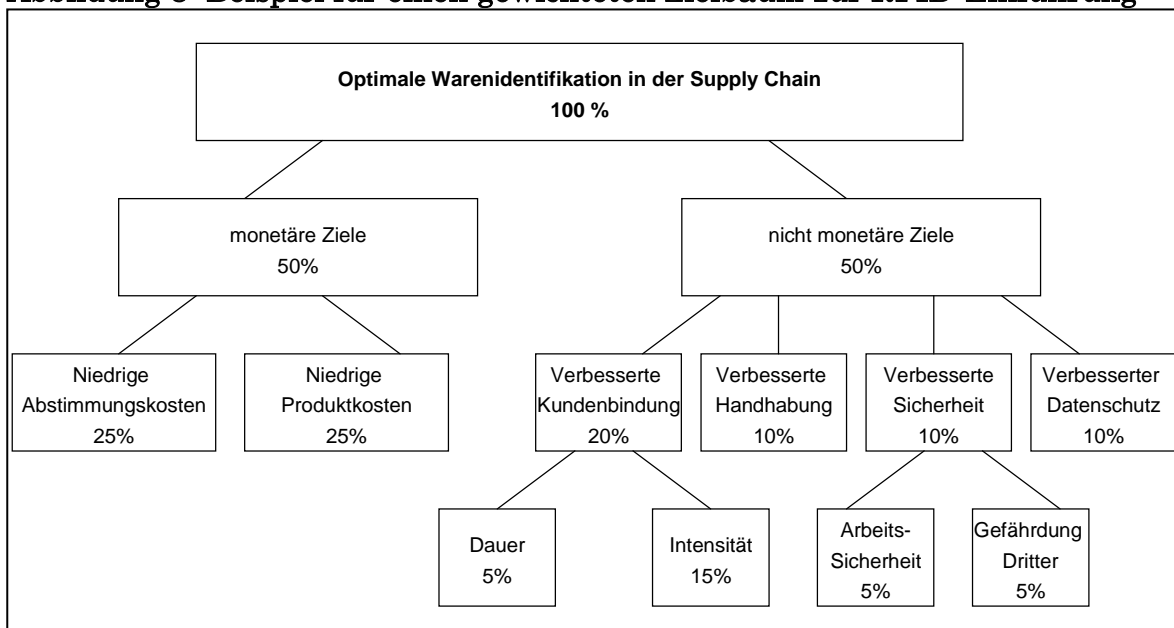 Optimale Warenidentifikation in der Supply Chain
100 %
monetäre Ziele
50%
nicht monetäre Ziele
50%
Niedrige
Abstimmungskosten
25%
Niedrige
Produktkosten
25%
Verbesserte
Kundenbindung
20%
Verbesserte
Handhabung
10%
Verbesserte
Sicherheit
10%
Verbesserter
Datenschutz
10%
Dauer
5%
Intensität
15%
Arbeits-
Sicherheit
5%
Gefährdung
Dritter
5%